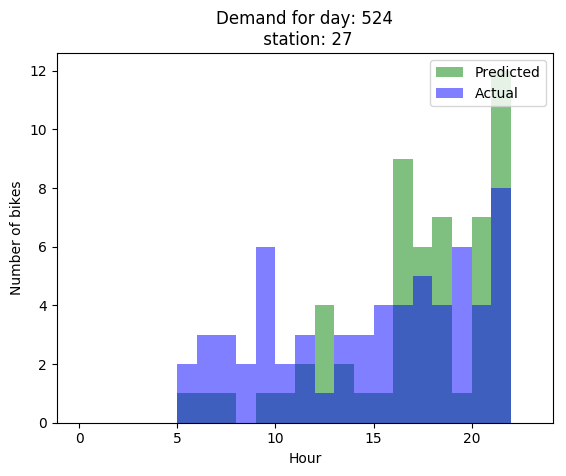 Demand for day: 524
station: 27
Predicted
Actual
Number of bikes
12
10
8
6
4
2
0
0
5
10
15
20
Hour